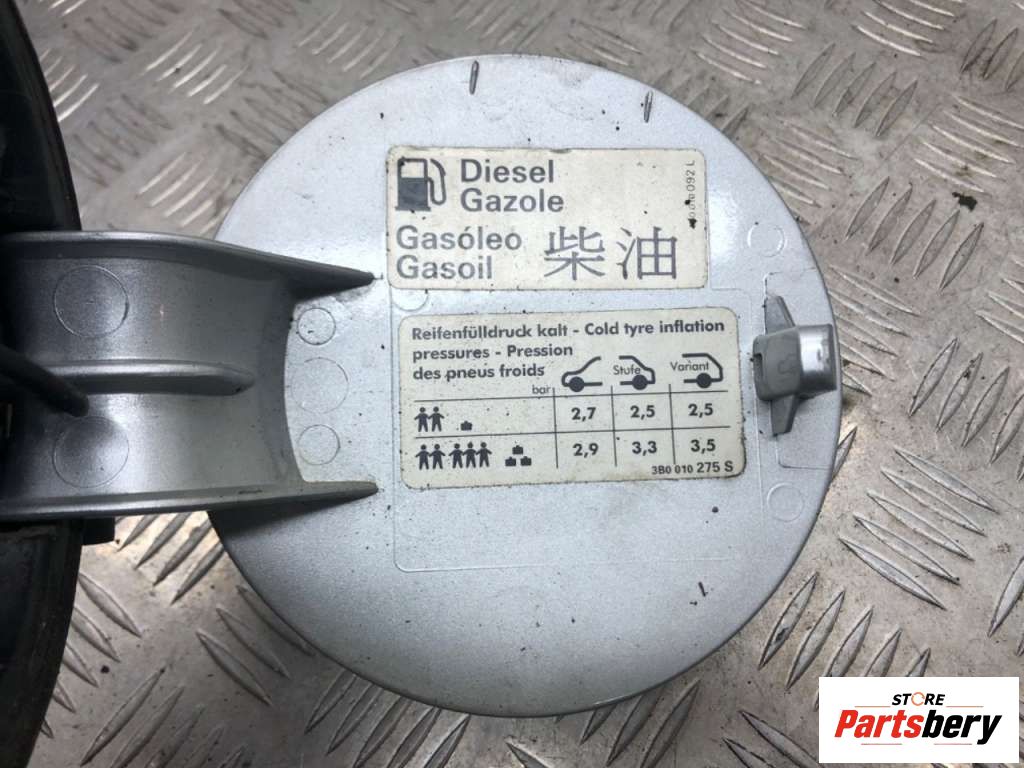 Diesel
Gazole
Gasóleo
Gasoil
柴油
092 L
Reifenfülldruck kalt - Cold tyre inflation
pressures - Pression
des pneus froids
bar Stufe Variant
2,7 2,5 2,5
2,9 3,3 3,5
3B0 010 275 S
STORE
Partsbery